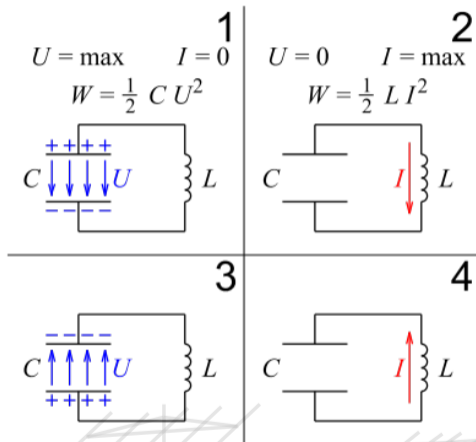 1
U = max I = 0
W = ½ C U²
++++
C U L
−−−−
2
U = 0 I = max
W = ½ L I²
C I L
3
−−−−
C U L
++++
4
C I L